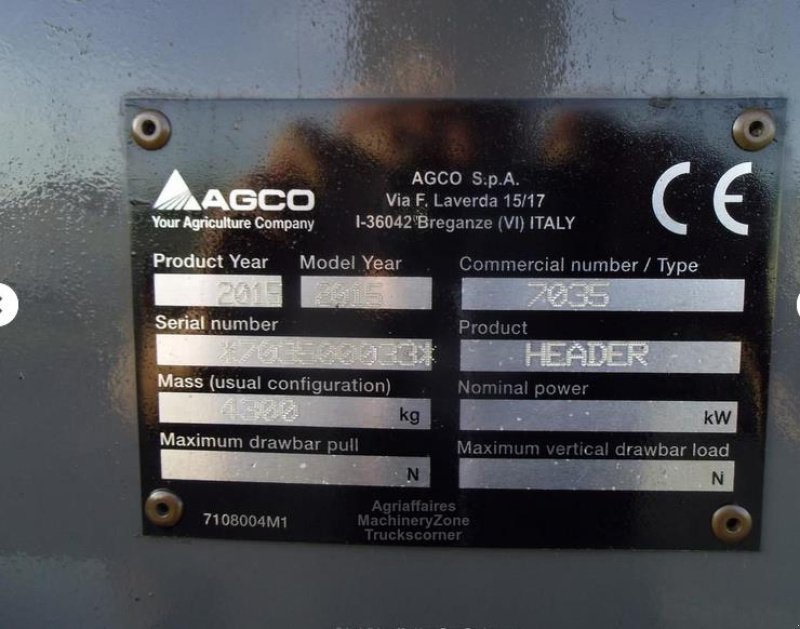 AGCO
Your Agriculture Company
AGCO S.p.A.
Via F. Laverda 15/17
I-36042 Breganze (VI) ITALY
CE
Product Year
2015
Model Year
2015
Commercial number / Type
7035
Serial number
*703500033*
Product
HEADER
Mass (usual configuration)
4300 kg
Nominal power
kW
Maximum drawbar pull
N
Maximum vertical drawbar load
N
7108004M1
Agriaffaires
MachineryZone
Truckscorner